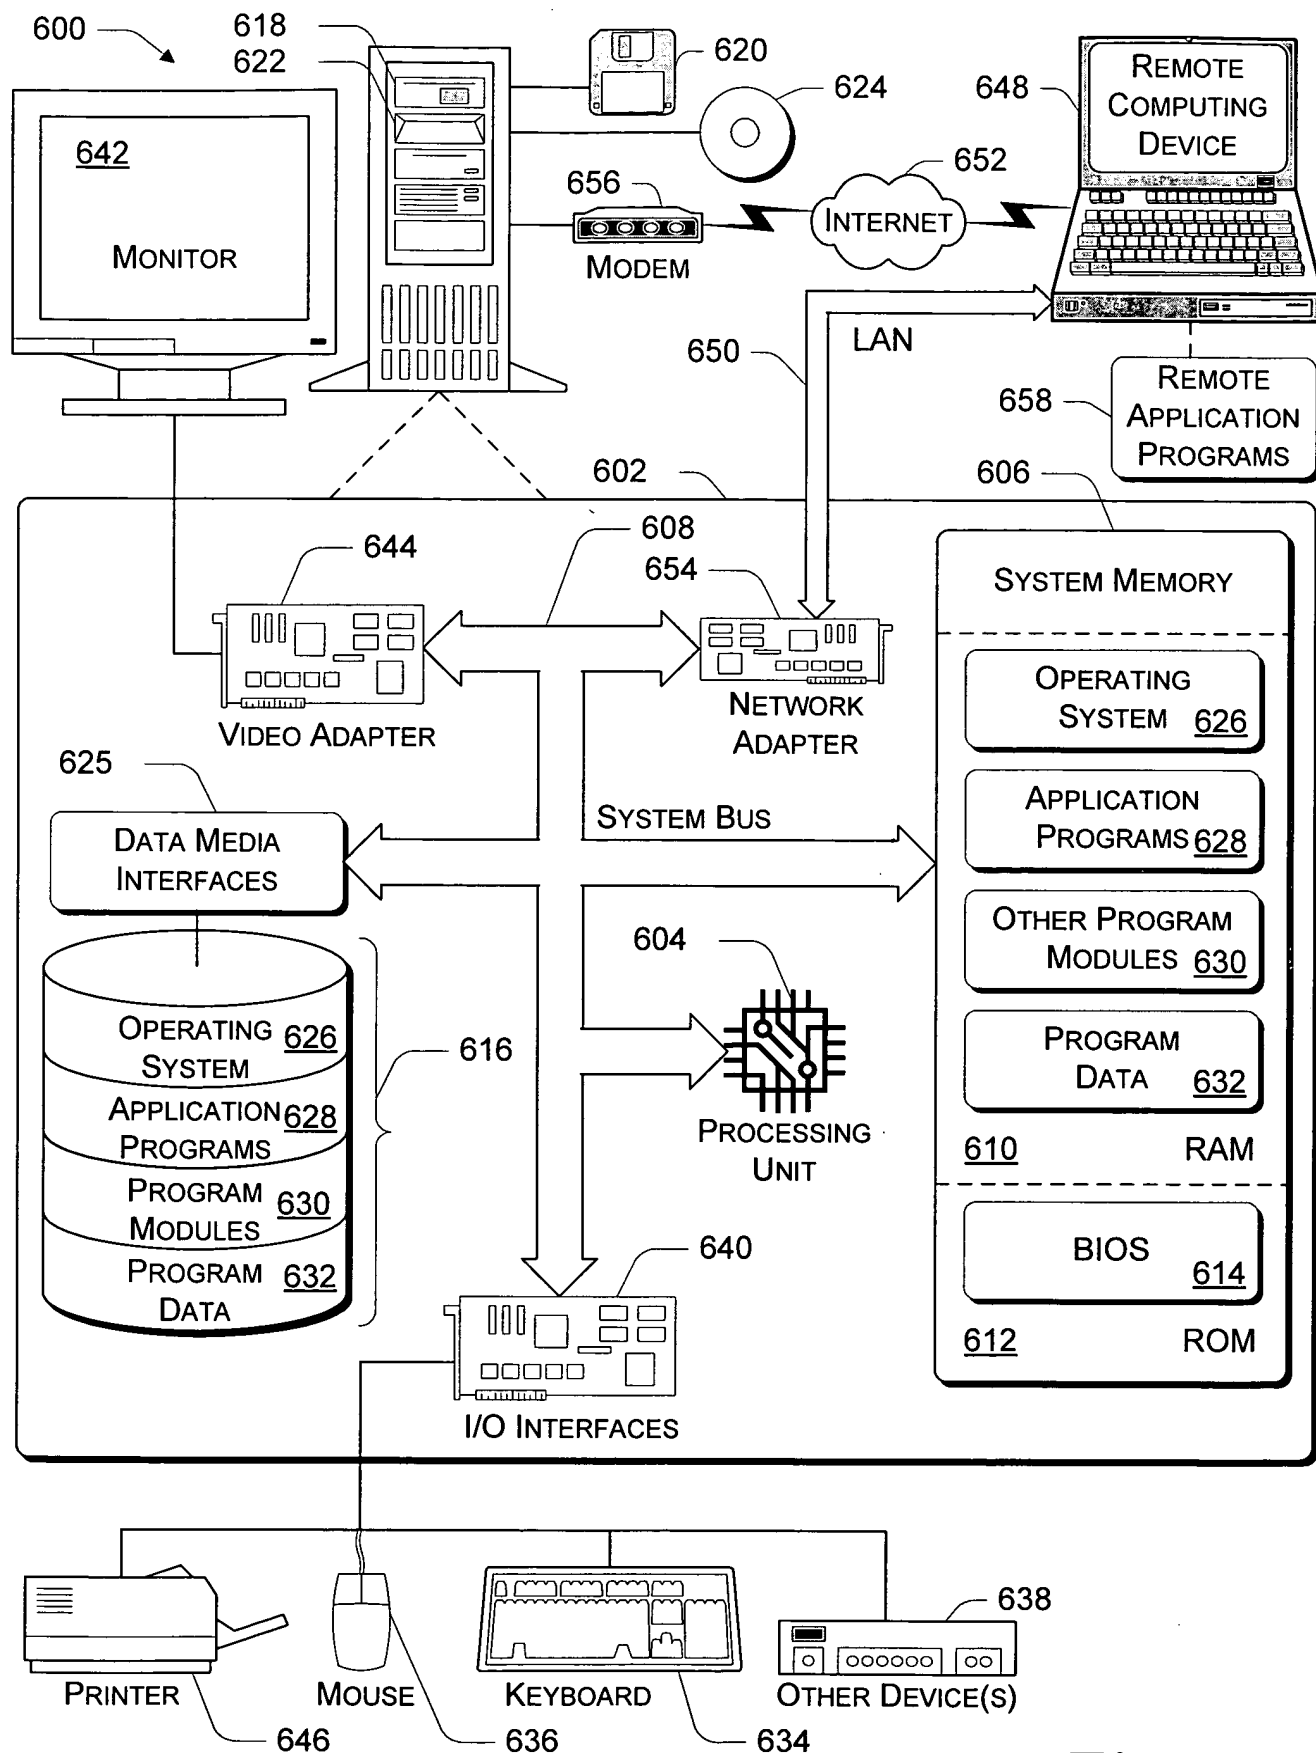 600
618
622
620
624
648
REMOTE
COMPUTING
DEVICE
642
MONITOR
656
MODEM
652
INTERNET
650
LAN
658
REMOTE
APPLICATION
PROGRAMS
602
606
608
644
654
SYSTEM MEMORY
VIDEO ADAPTER
NETWORK
ADAPTER
OPERATING
SYSTEM 626
625
DATA MEDIA
INTERFACES
SYSTEM BUS
APPLICATION
PROGRAMS 628
OTHER PROGRAM
MODULES 630
604
PROCESSING
UNIT
OPERATING
SYSTEM 626
APPLICATION
PROGRAMS 628
PROGRAM
MODULES 630
PROGRAM
DATA 632
616
PROGRAM
DATA 632
610 RAM
BIOS
614
612 ROM
640
I/O INTERFACES
PRINTER
646
MOUSE
636
KEYBOARD
634
638
OTHER DEVICE(S)